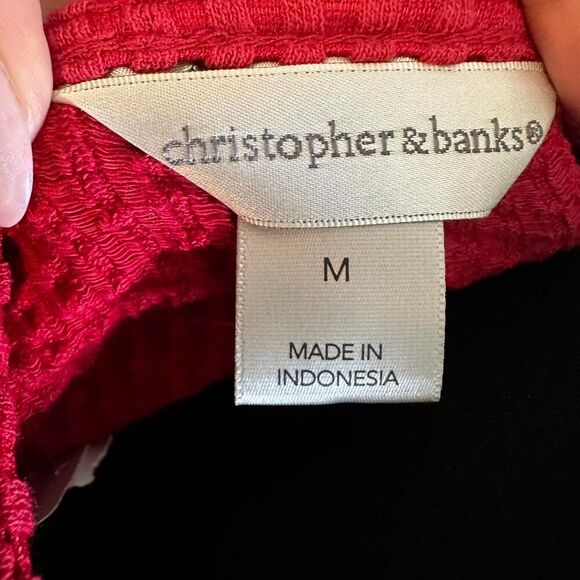 christopher & banks®
M
MADE IN
INDONESIA